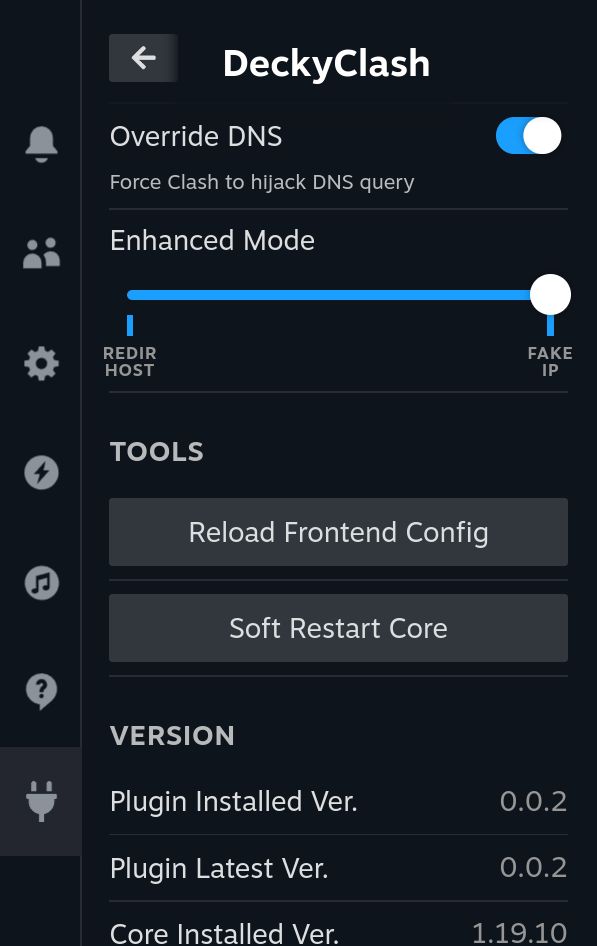 DeckyClash
Override DNS
Force Clash to hijack DNS query
Enhanced Mode
REDIR
HOST
FAKE
IP
TOOLS
Reload Frontend Config
Soft Restart Core
VERSION
Plugin Installed Ver.
0.0.2
Plugin Latest Ver.
0.0.2
Core Installed Ver.
1.19.10